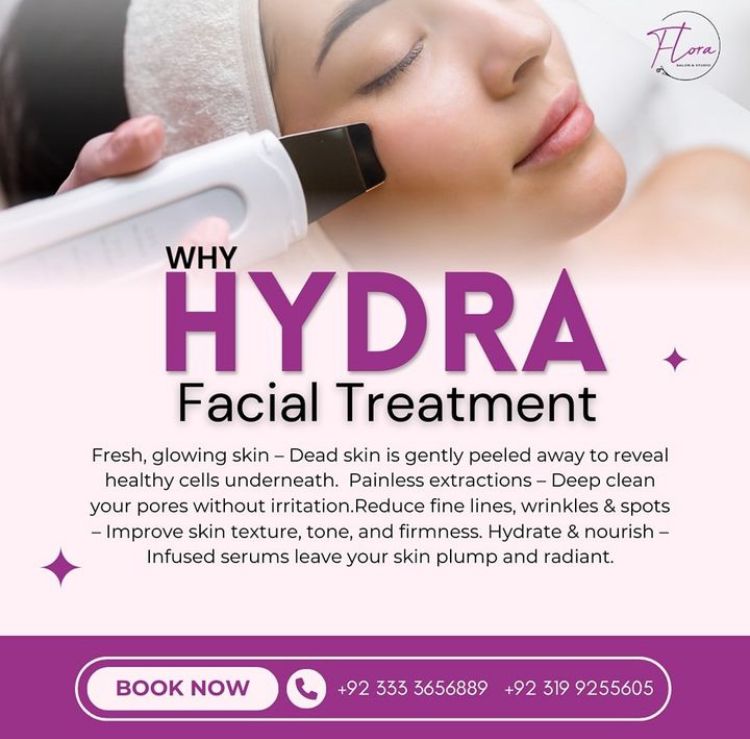 Flora
SALON & STUDIO
WHY
HYDRA
Facial Treatment
Fresh, glowing skin – Dead skin is gently peeled away to reveal
healthy cells underneath. Painless extractions – Deep clean
your pores without irritation.Reduce fine lines, wrinkles & spots
– Improve skin texture, tone, and firmness. Hydrate & nourish –
Infused serums leave your skin plump and radiant.
BOOK NOW +92 333 3656889 +92 319 9255605